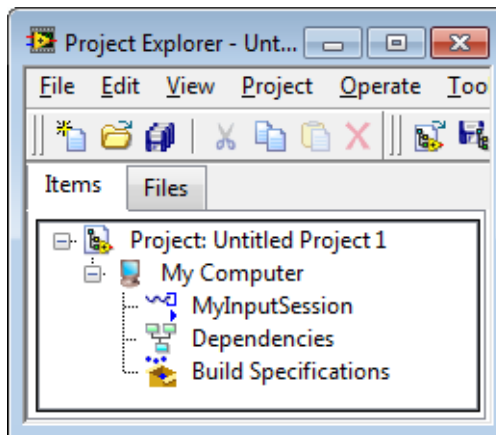 Project Explorer - Unt...
File Edit View Project Operate Too
Items Files
Project: Untitled Project 1
My Computer
MyInputSession
Dependencies
Build Specifications